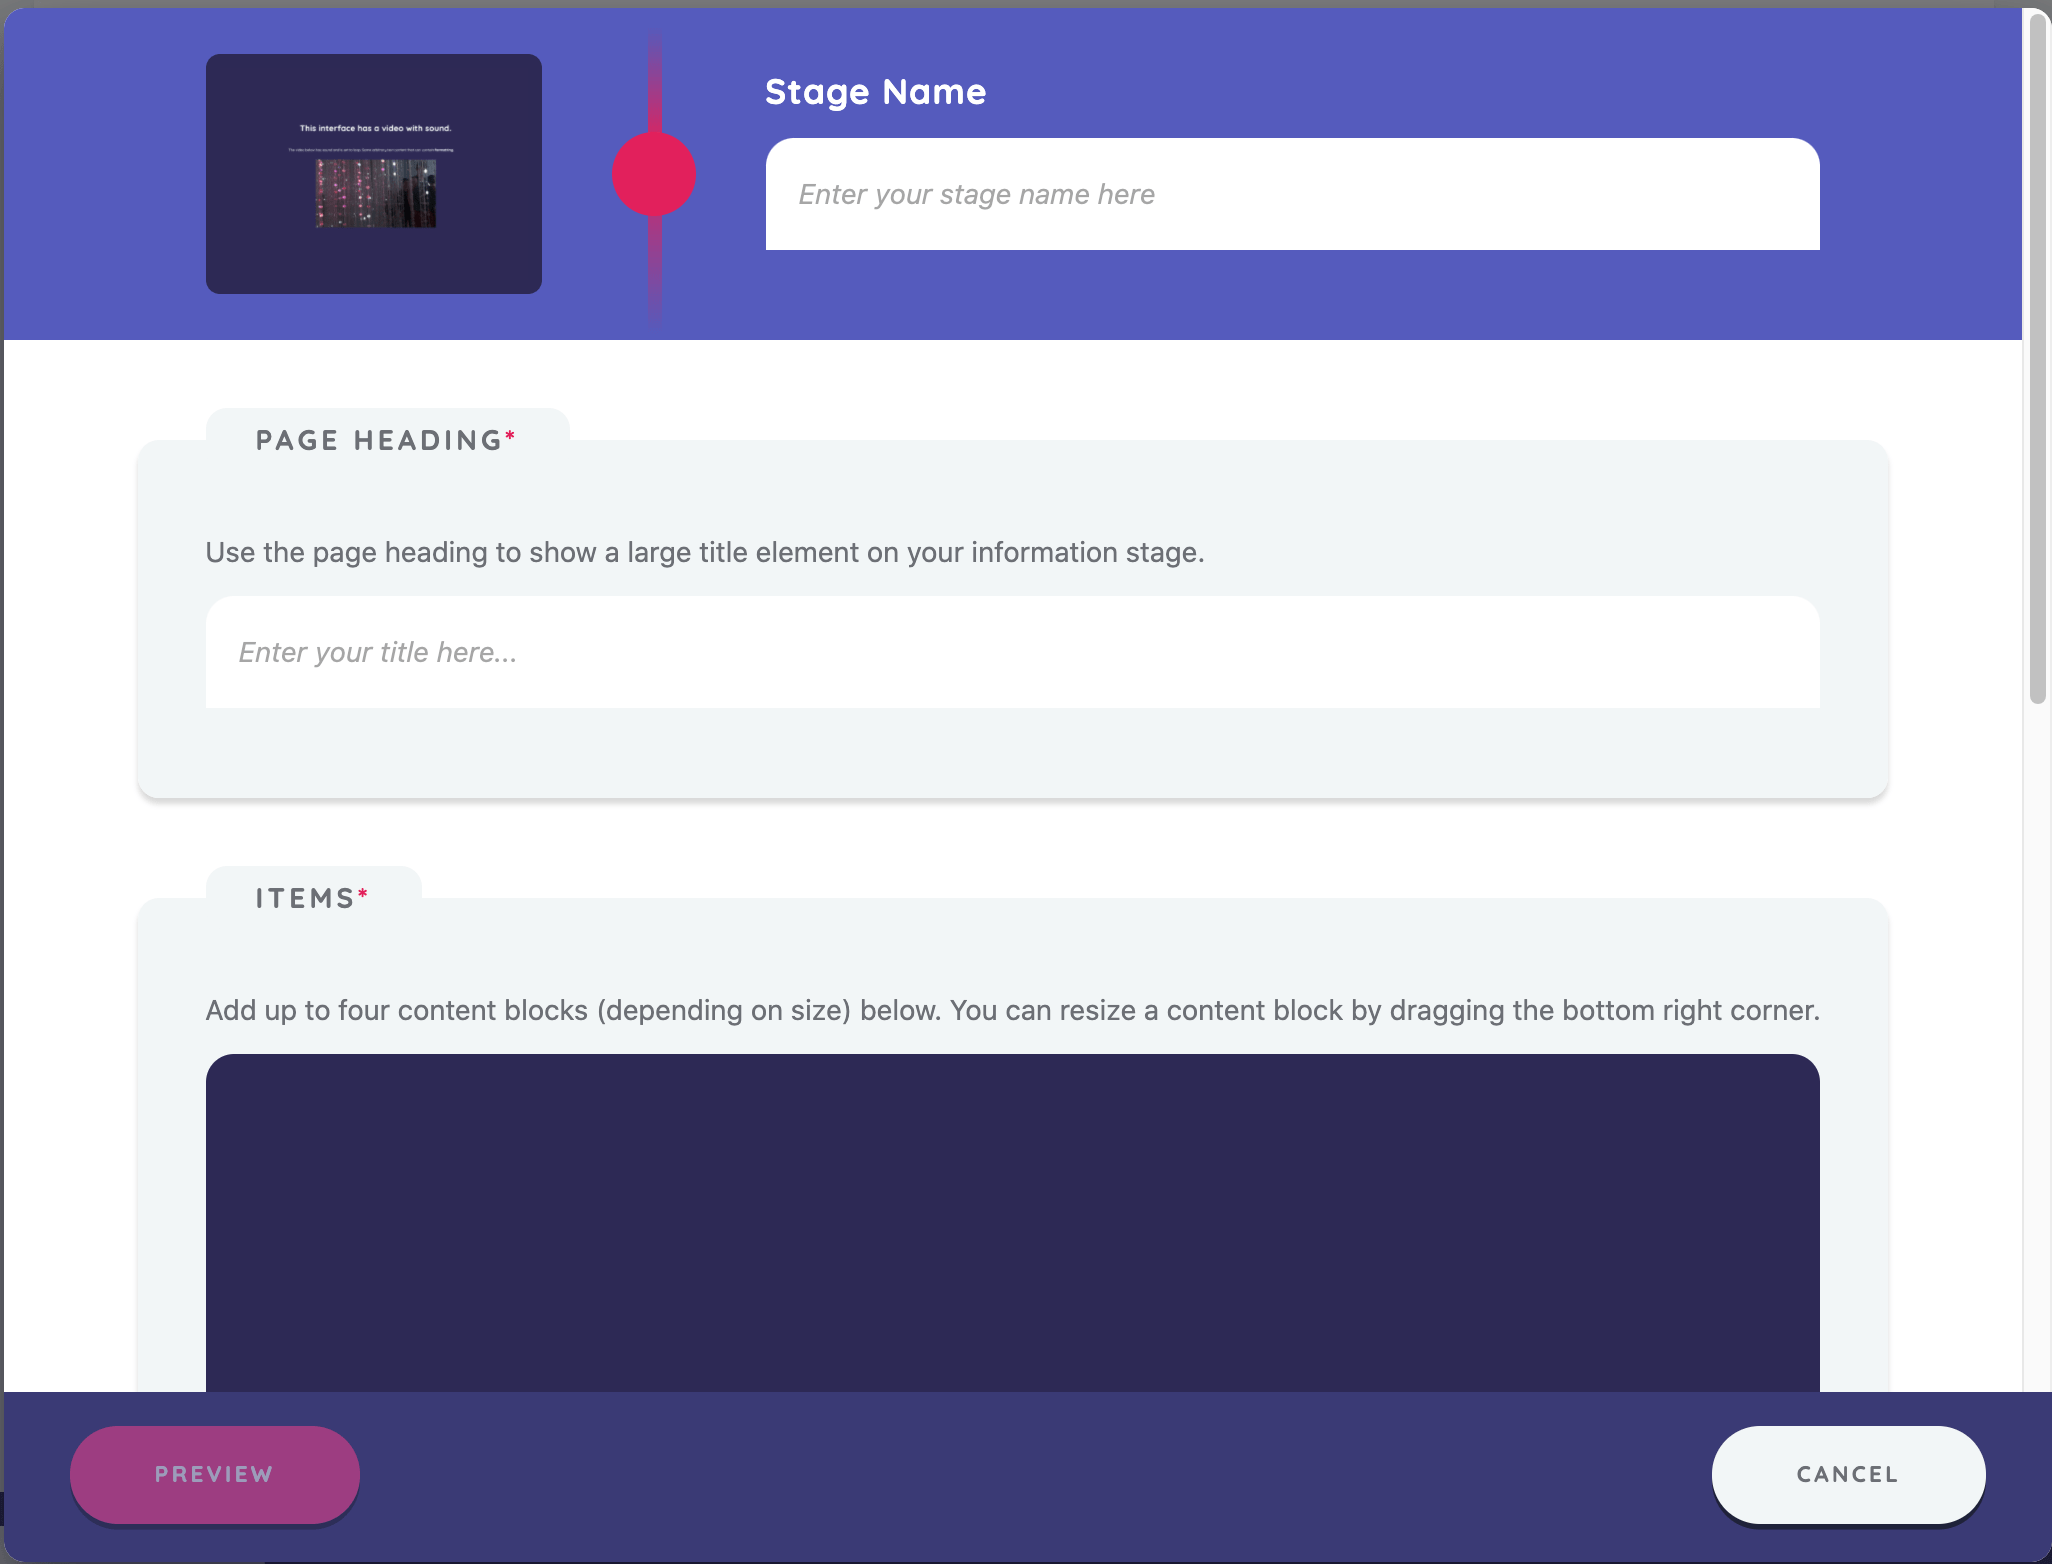 This interface has a video with sound.
Stage Name
Enter your stage name here
PAGE HEADING*
Use the page heading to show a large title element on your information stage.
Enter your title here...
ITEMS*
Add up to four content blocks (depending on size) below. You can resize a content block by dragging the bottom right corner.
PREVIEW
CANCEL